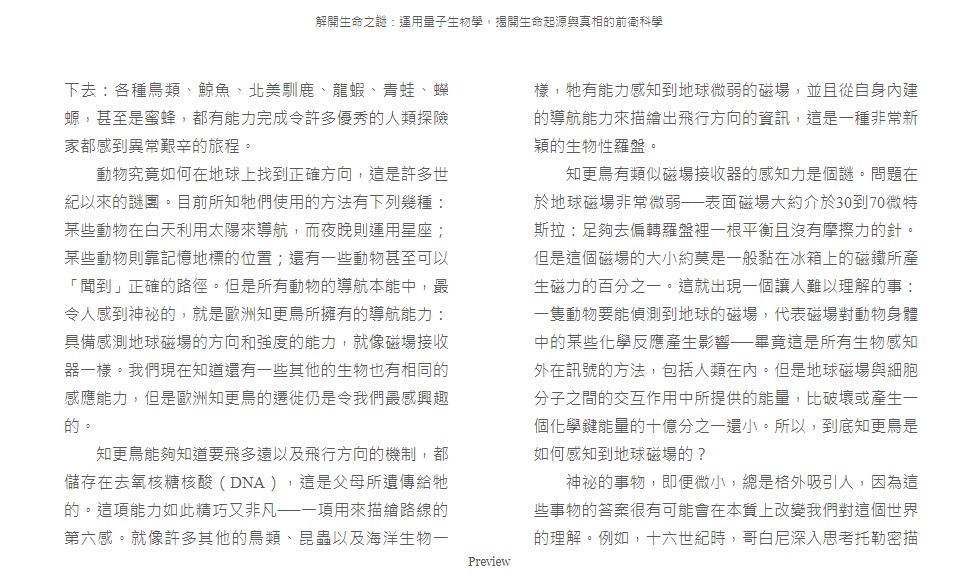 解開生命之謎：運用量子生物學，揭開生命起源與真相的前衛科學
下去：各種鳥類、鯨魚、北美馴鹿、龍蝦、青蛙、蠑
螈，甚至是蜜蜂，都有能力完成令許多優秀的人類探險
家都感到異常艱辛的旅程。
動物究竟如何在地球上找到正確方向，這是許多世
紀以來的謎團。目前所知牠們使用的方法有下列幾種：
某些動物在白天利用太陽來導航，而夜晚則運用星座；
某些動物則靠記憶地標的位置；還有一些動物甚至可以
「聞到」正確的路徑。但是所有動物的導航本能中，最
令人感到神祕的，就是歐洲知更鳥所擁有的導航能力：
具備感測地球磁場的方向和強度的能力，就像磁場接收
器一樣。我們現在知道還有一些其他的生物也有相同的
感應能力，但是歐洲知更鳥的遷徙仍是令我們最感興趣
的。
知更鳥能夠知道要飛多遠以及飛行方向的機制，都
儲存在去氧核糖核酸（DNA），這是父母所遺傳給牠
的。這項能力如此精巧又非凡──一項用來描繪路線的
第六感。就像許多其他的鳥類、昆蟲以及海洋生物一
樣，牠有能力感知到地球微弱的磁場，並且從自身內建
的導航能力來描繪出飛行方向的資訊，這是一種非常新
穎的生物性羅盤。
知更鳥有類似磁場接收器的感知力是個謎。問題在
於地球磁場非常微弱──表面磁場大約介於30到70微特
斯拉：足夠去偏轉羅盤裡一根平衡且沒有摩擦力的針。
但是這個磁場的大小約莫是一般黏在冰箱上的磁鐵所產
生磁力的百分之一。這就出現一個讓人難以理解的事：
一隻動物要能偵測到地球的磁場，代表磁場對動物身體
中的某些化學反應產生影響──畢竟這是所有生物感知
外在訊號的方法，包括人類在內。但是地球磁場與細胞
分子之間的交互作用中所提供的能量，比破壞或產生一
個化學鍵能量的十億分之一還小。所以，到底知更鳥是
如何感知到地球磁場的？
神祕的事物，即便微小，總是格外吸引人，因為這
些事物的答案很有可能會在本質上改變我們對這個世界
的理解。例如，十六世紀時，哥白尼深入思考托勒密描
Preview